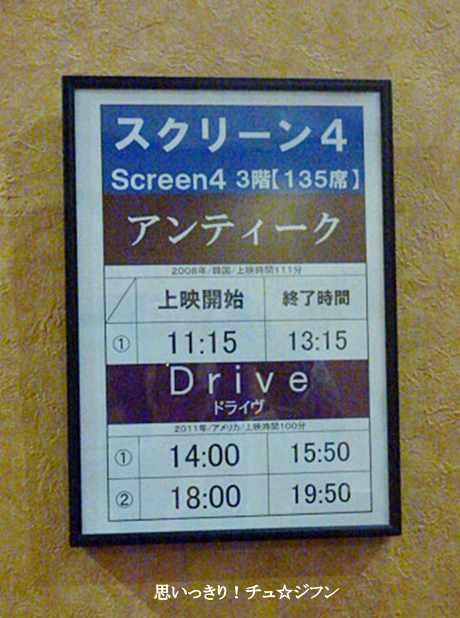 スクリーン4
Screen4 3階【135席】
アンティーク
2008年/韓国/上映時間111分
上映開始 終了時間
① 11:15 13:15
Drive
ドライヴ
2011年/アメリカ/上映時間100分
① 14:00 15:50
② 18:00 19:50
思いっきり！チュ☆ジフン